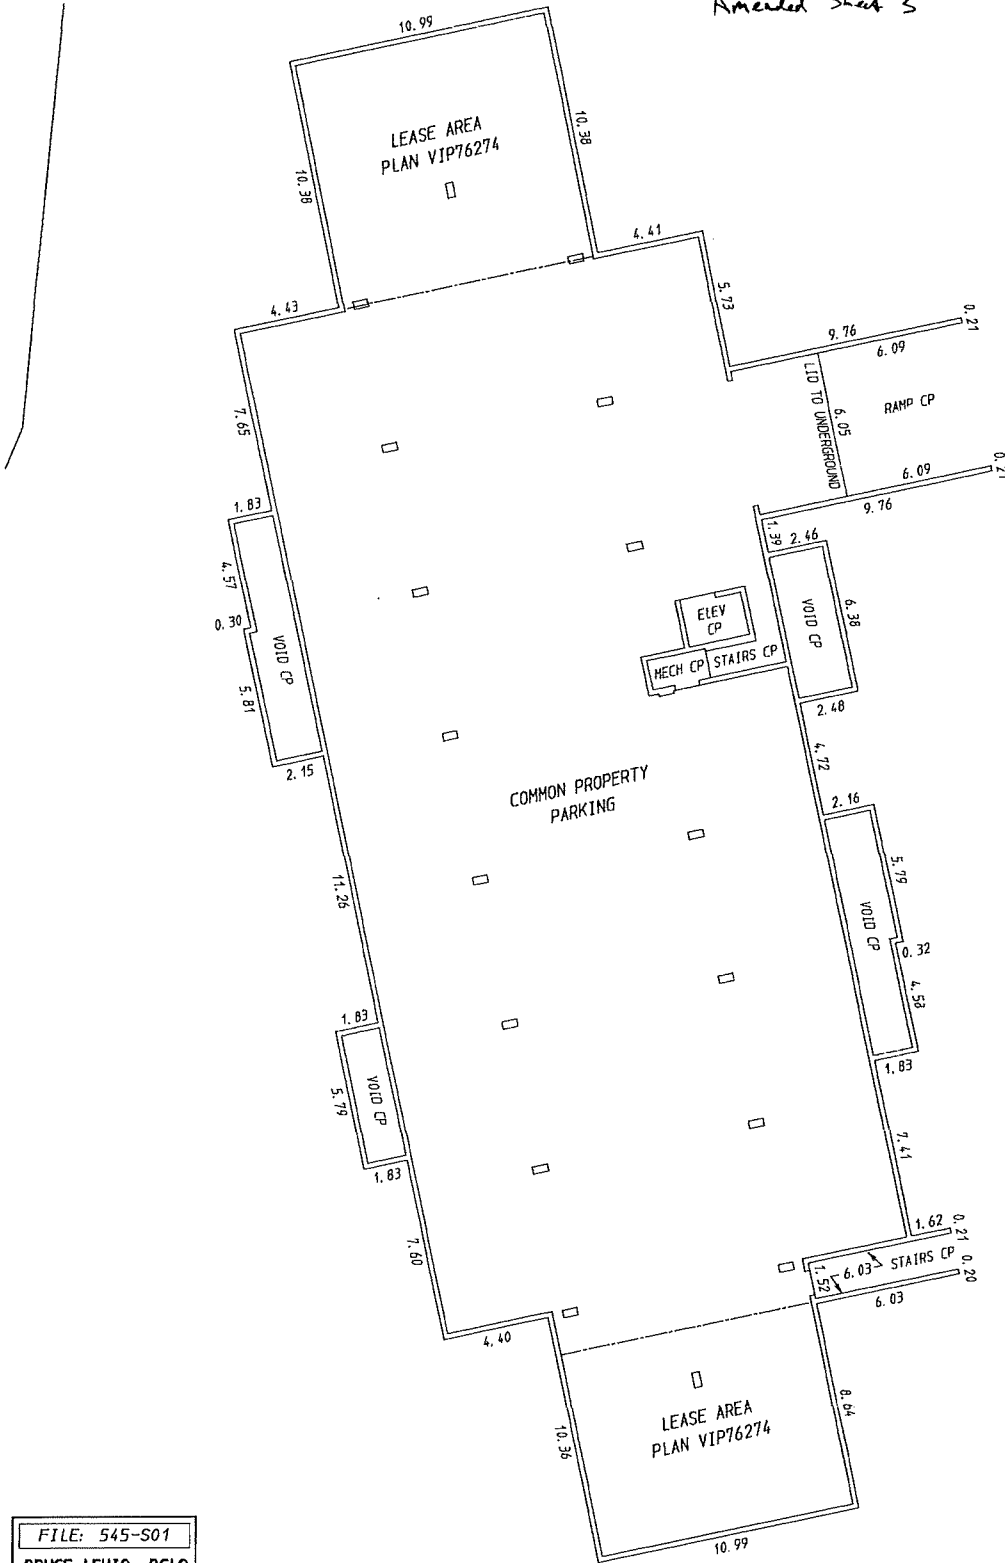 Amended Sheet 5
10.99
LEASE AREA
PLAN VIP76274
10.38
10.38
4.41
4.43
5.73
0.21
9.76
6.09
LID TO UNDERGROUND
6.05
RAMP CP
7.65
6.09
0.21
9.76
1.83
1.39
2.46
4.57
VOID CP
6.38
0.30
ELEV
CP
VOID CP
MECH CP
STAIRS CP
5.81
2.48
2.15
4.72
COMMON PROPERTY
PARKING
2.16
5.79
11.26
VOID CP
0.32
4.58
1.83
1.83
VOID CP
5.79
1.83
7.41
7.60
1.62
0.21
STAIRS CP
6.03
1.52
0.20
6.03
4.40
8.64
LEASE AREA
PLAN VIP76274
10.36
10.99
FILE: 545-S01